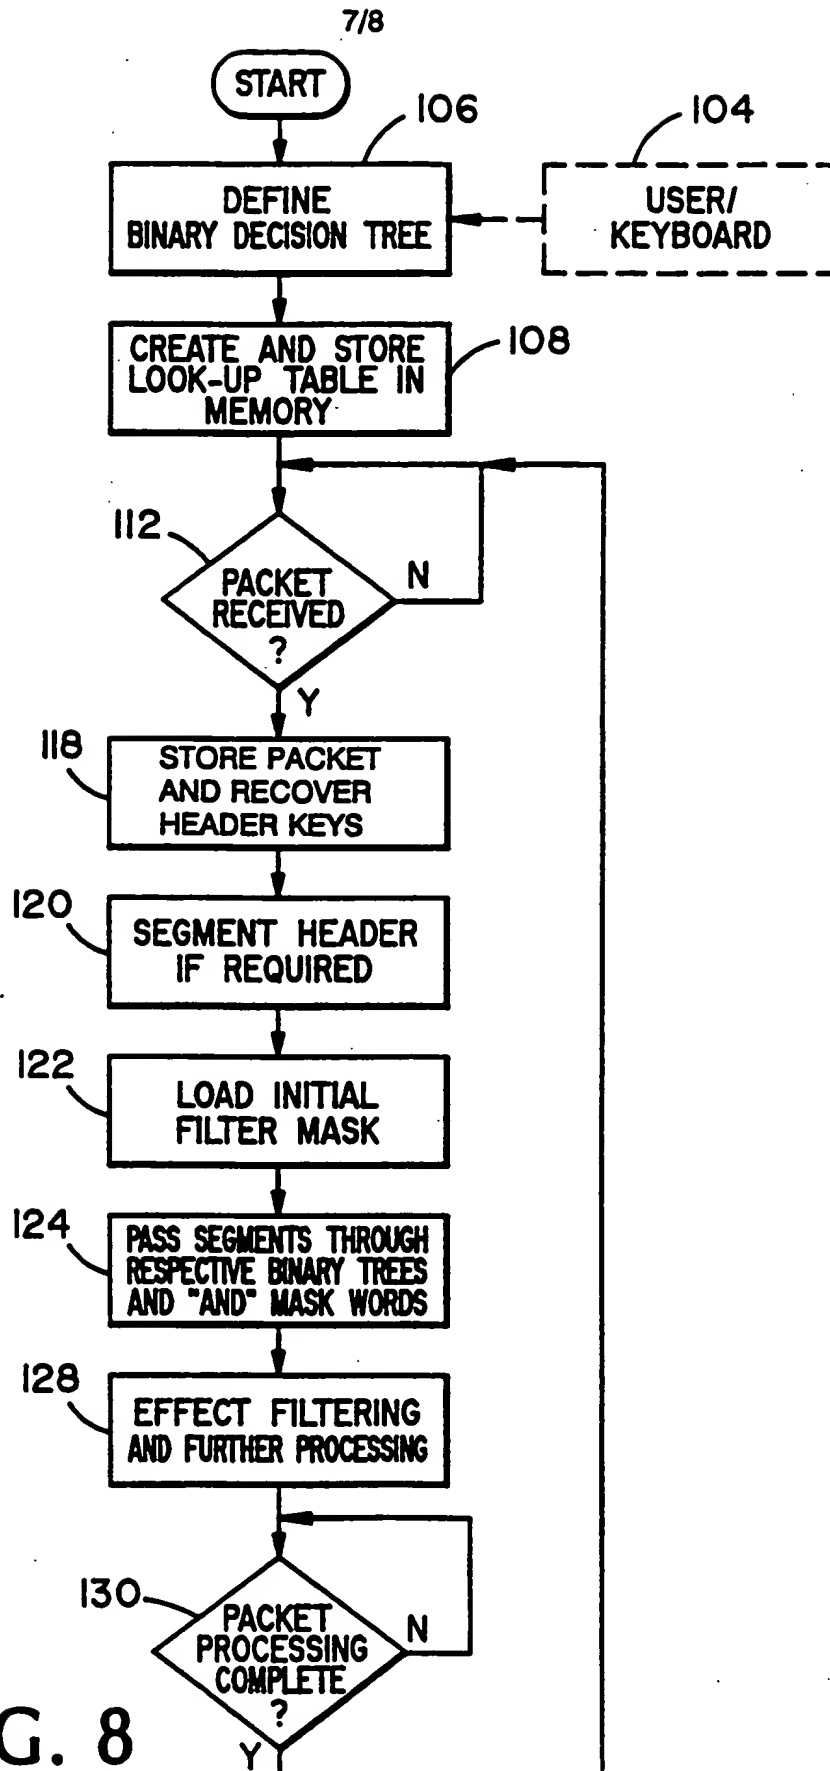 7/8
START
106
104
DEFINE
BINARY DECISION TREE
USER/
KEYBOARD
CREATE AND STORE
LOOK-UP TABLE IN
MEMORY
108
112
PACKET
RECEIVED
?
N
Y
118
STORE PACKET
AND RECOVER
HEADER KEYS
120
SEGMENT HEADER
IF REQUIRED
122
LOAD INITIAL
FILTER MASK
124
PASS SEGMENTS THROUGH
RESPECTIVE BINARY TREES
AND "AND" MASK WORDS
128
EFFECT FILTERING
AND FURTHER PROCESSING
130
PACKET
PROCESSING
COMPLETE
?
N
Y
G. 8